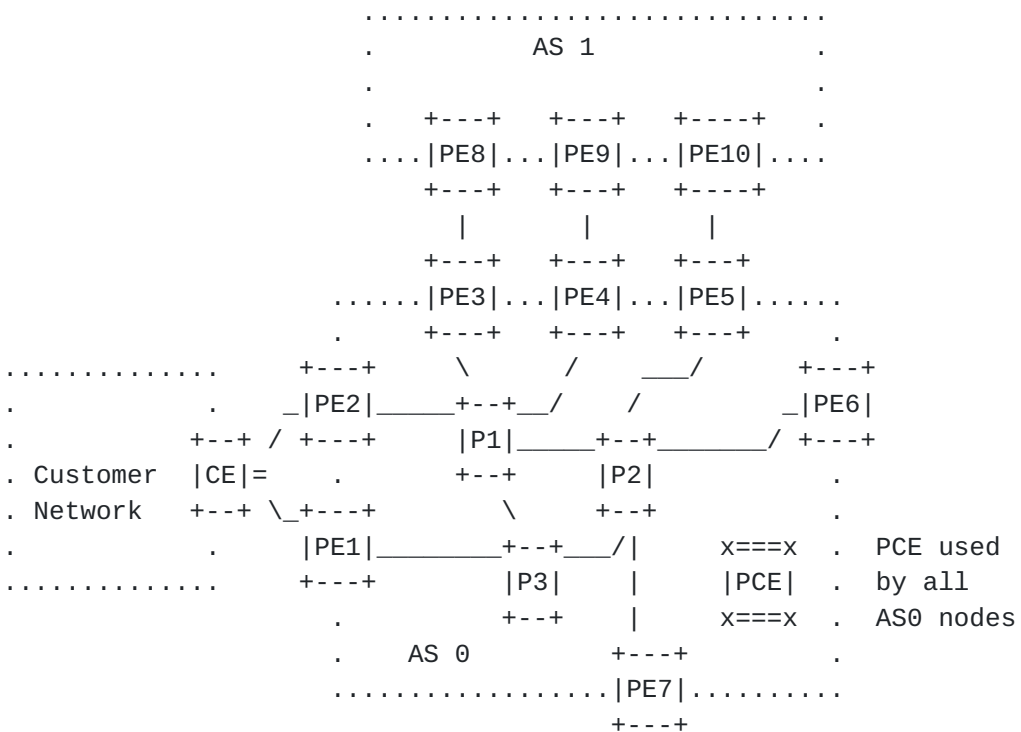 AS 1
PE8 PE9 PE10
PE3 PE4 PE5
PE2 PE6
P1
Customer CE P2
Network
PE1 PCE used
P3 PCE by all
AS0 nodes
AS 0
PE7